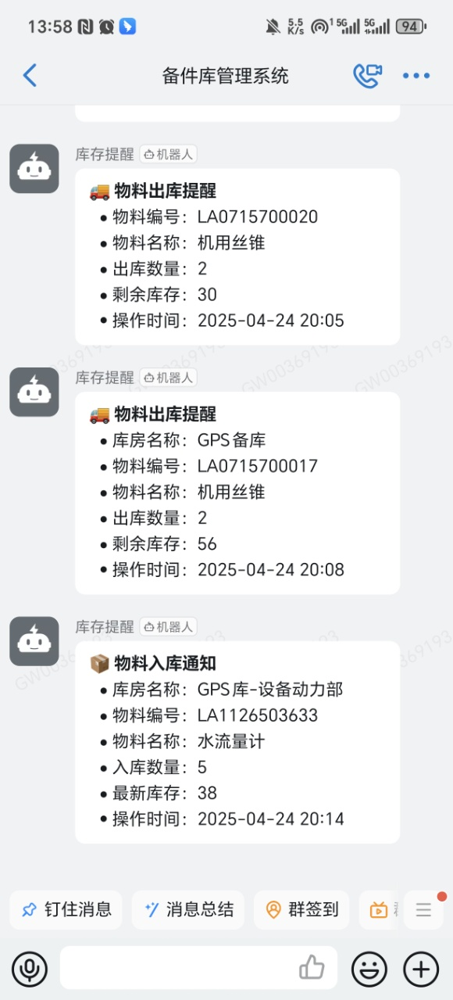 13:58
5.5 K/s
1 5G 5G 94
备件库管理系统
库存提醒 机器人
物料出库提醒
• 物料编号：LA0715700020
• 物料名称：机用丝锥
• 出库数量：2
• 剩余库存：30
• 操作时间：2025-04-24 20:05
库存提醒 机器人
物料出库提醒
• 库房名称：GPS备库
• 物料编号：LA0715700017
• 物料名称：机用丝锥
• 出库数量：2
• 剩余库存：56
• 操作时间：2025-04-24 20:08
库存提醒 机器人
物料入库通知
• 库房名称：GPS库-设备动力部
• 物料编号：LA1126503633
• 物料名称：水流量计
• 入库数量：5
• 最新库存：38
• 操作时间：2025-04-24 20:14
GW00369193
钉住消息 消息总结 群签到